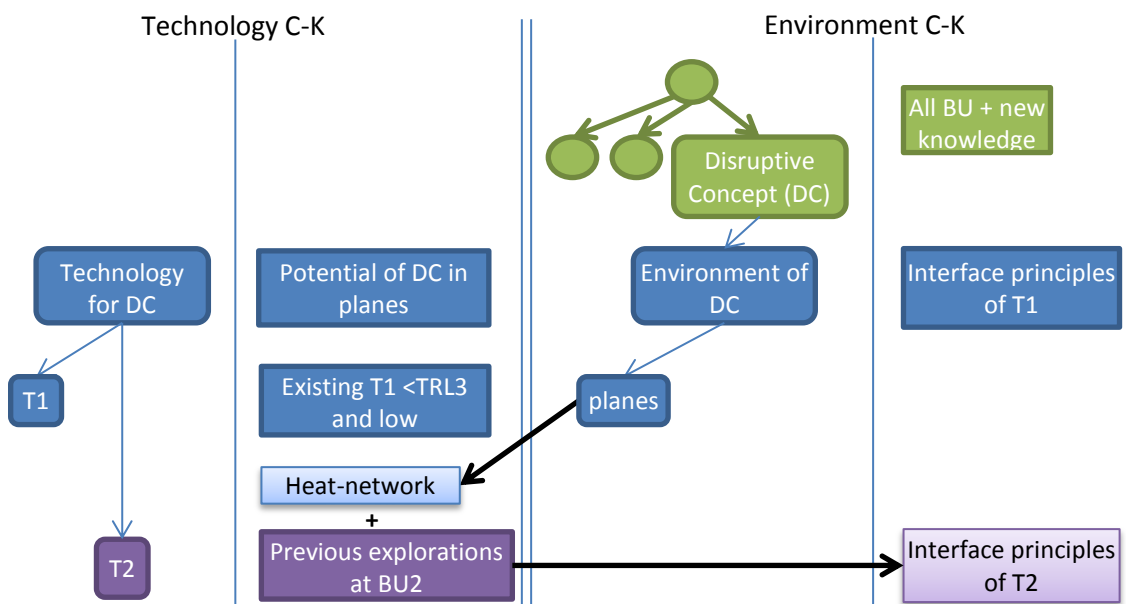 Technology C-K
Environment C-K
All BU + new
knowledge
Disruptive
Concept (DC)
Technology
for DC
Potential of DC in
planes
Environment of
DC
Interface principles
of T1
T1
Existing T1 <TRL3
and low
planes
Heat-network
+
T2
Previous explorations
at BU2
Interface principles
of T2